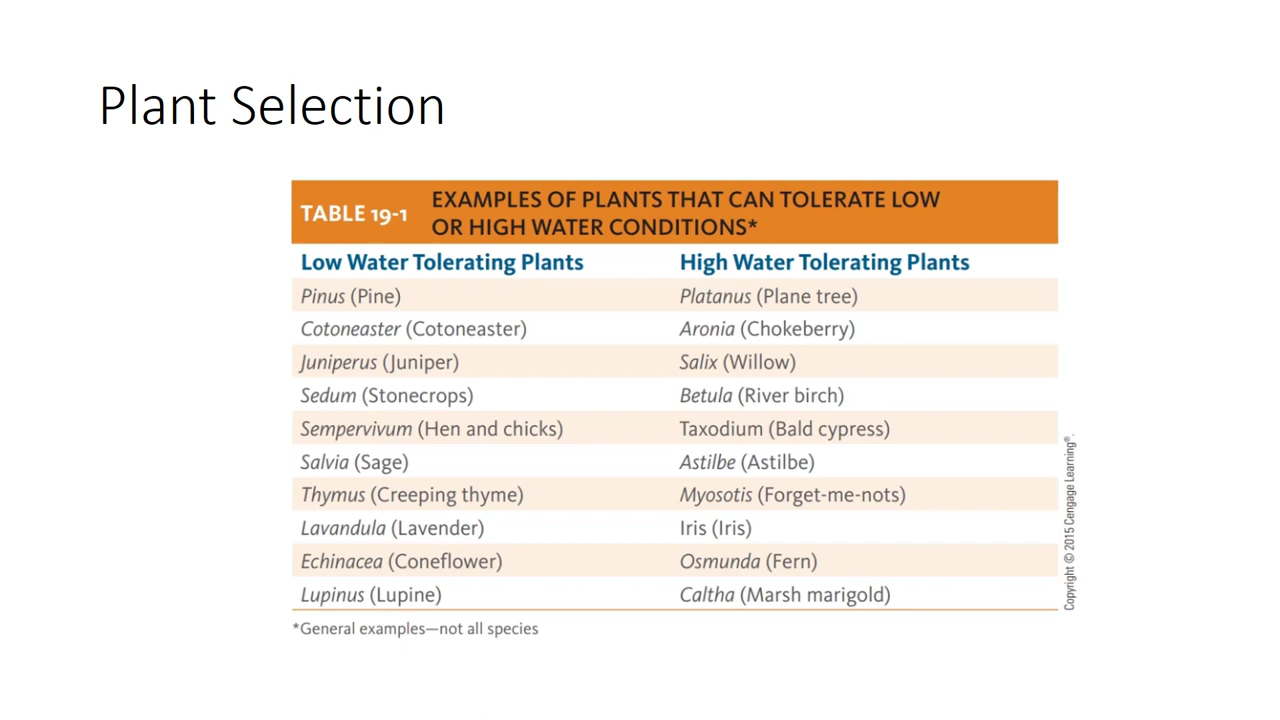 Plant Selection
TABLE 19-1 EXAMPLES OF PLANTS THAT CAN TOLERATE LOW
OR HIGH WATER CONDITIONS*
Low Water Tolerating Plants High Water Tolerating Plants
Pinus (Pine) Platanus (Plane tree)
Cotoneaster (Cotoneaster) Aronia (Chokeberry)
Juniperus (Juniper) Salix (Willow)
Sedum (Stonecrops) Betula (River birch)
Sempervivum (Hen and chicks) Taxodium (Bald cypress)
Salvia (Sage) Astilbe (Astilbe)
Thymus (Creeping thyme) Myosotis (Forget-me-nots)
Lavandula (Lavender) Iris (Iris)
Echinacea (Coneflower) Osmunda (Fern)
Lupinus (Lupine) Caltha (Marsh marigold)
*General examples—not all species
Copyright © 2015 Cengage Learning®.